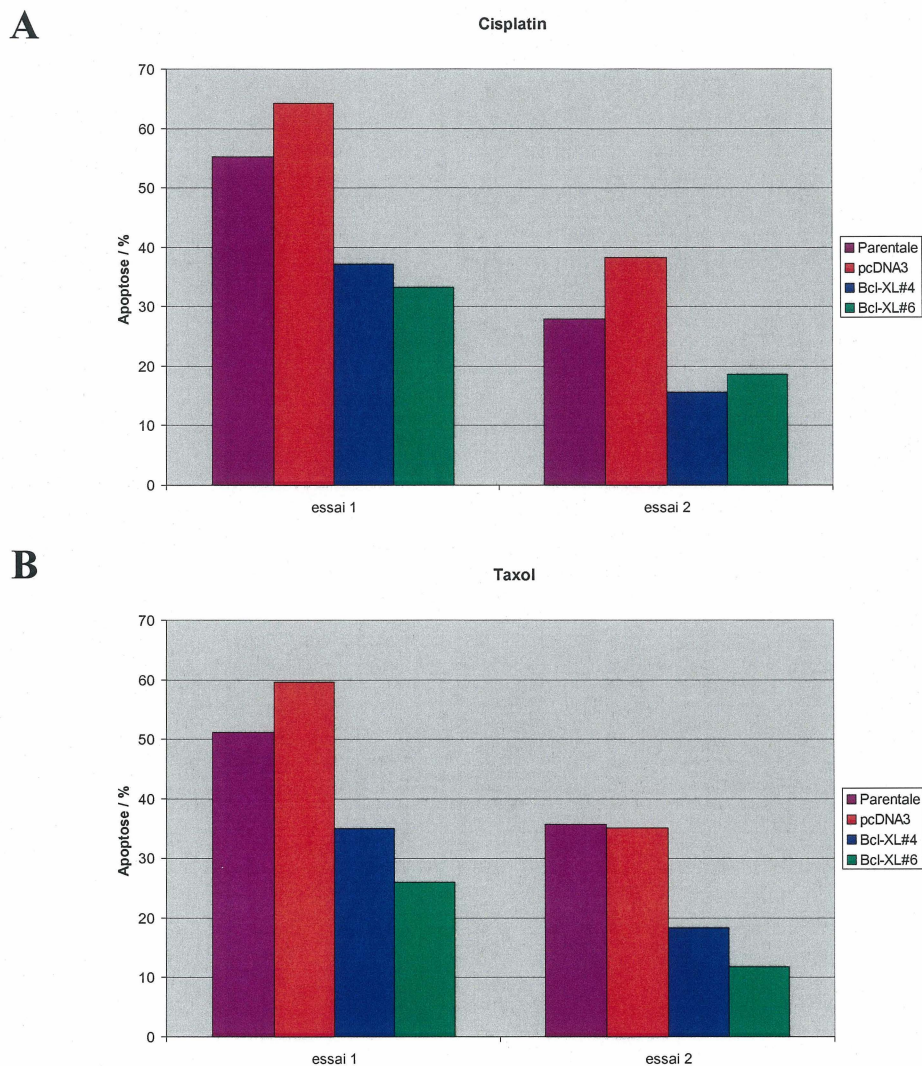 A
Cisplatin
70
60
50
40
30
20
10
0
Apoptose / %
essai 1
essai 2
Parentale
pcDNA3
Bcl-XL#4
Bcl-XL#6
B
Taxol
70
60
50
40
30
20
10
0
Apoptose / %
essai 1
essai 2
Parentale
pcDNA3
Bcl-XL#4
Bcl-XL#6